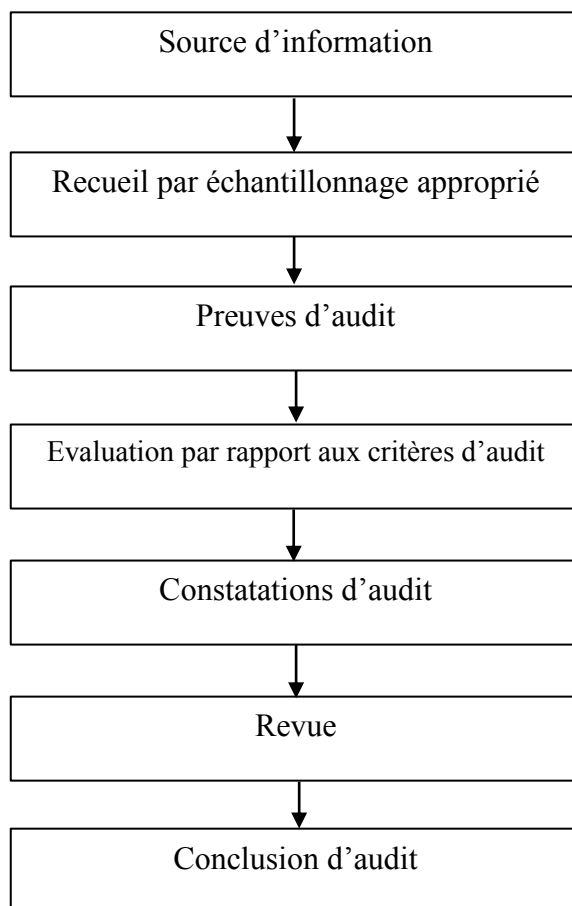 Source d’information
Recueil par échantillonnage approprié
Preuves d’audit
Evaluation par rapport aux critères d’audit
Constatations d’audit
Revue
Conclusion d’audit